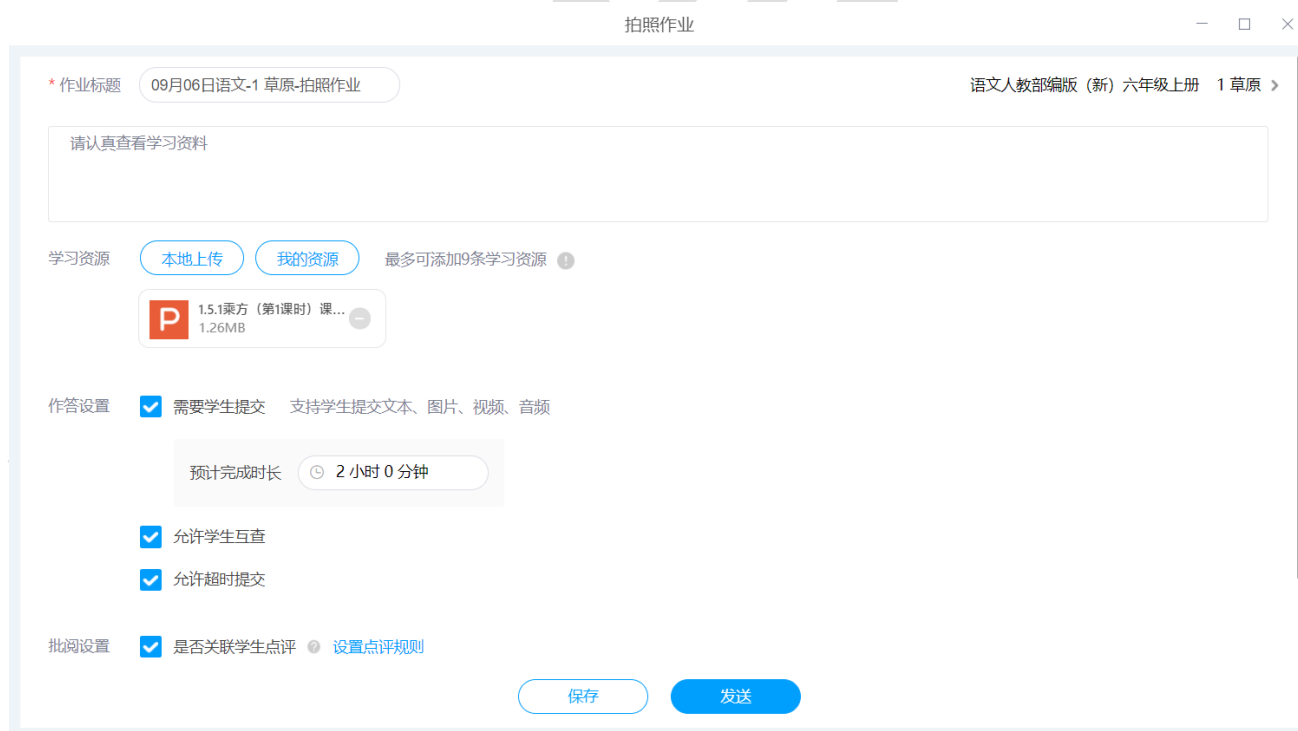 拍照作业
* 作业标题 09月06日语文-1 草原-拍照作业 语文人教部编版（新）六年级上册 1 草原
请认真查看学习资料
学习资源 本地上传 我的资源 最多可添加9条学习资源
1.5.1乘方（第1课时）课...
1.26MB
作答设置 需要学生提交 支持学生提交文本、图片、视频、音频
预计完成时长 2 小时 0 分钟
允许学生互查
允许超时提交
批阅设置 是否关联学生点评 设置点评规则
保存 发送